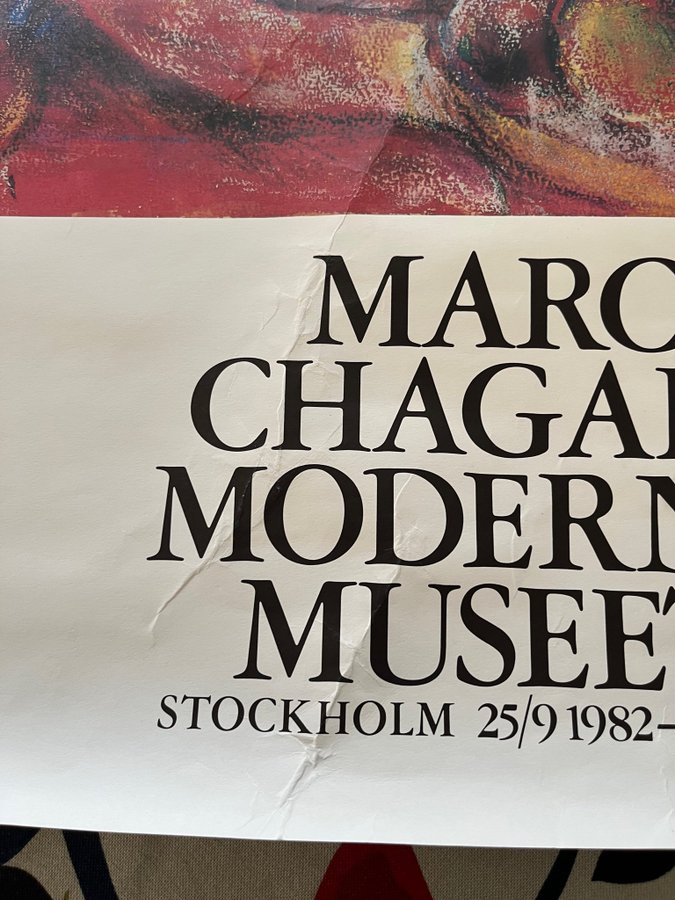 MARC
CHAGAL
MODERN
MUSEET
STOCKHOLM 25/9 1982–